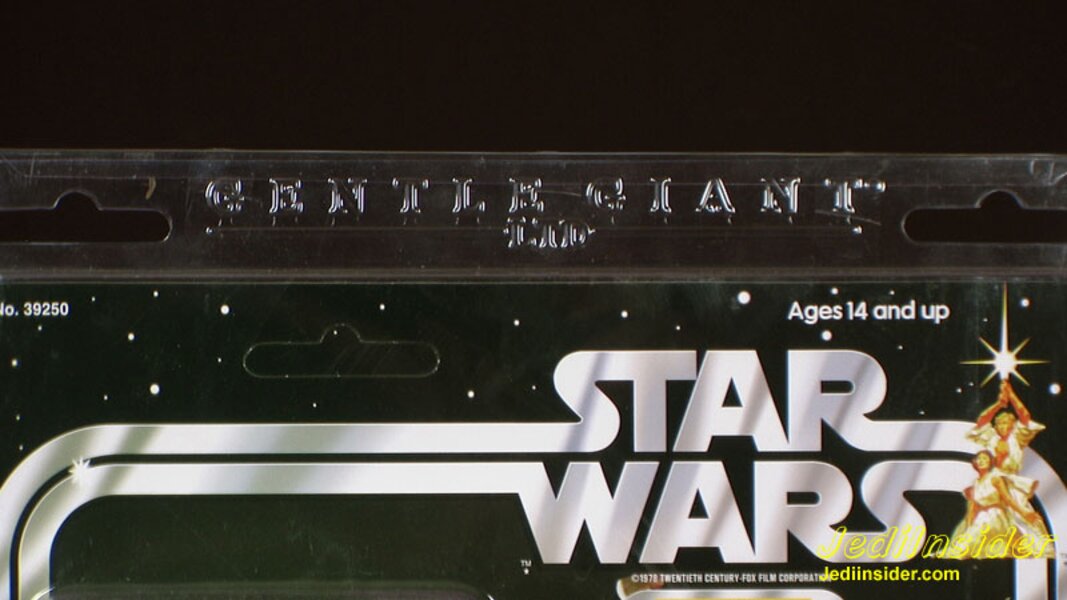 GENTLE GIANT
LTD
No. 39250
Ages 14 and up
STAR
WARS
™
©1978 TWENTIETH CENTURY-FOX FILM CORPORATION
JediInsider
Jediinsider.com